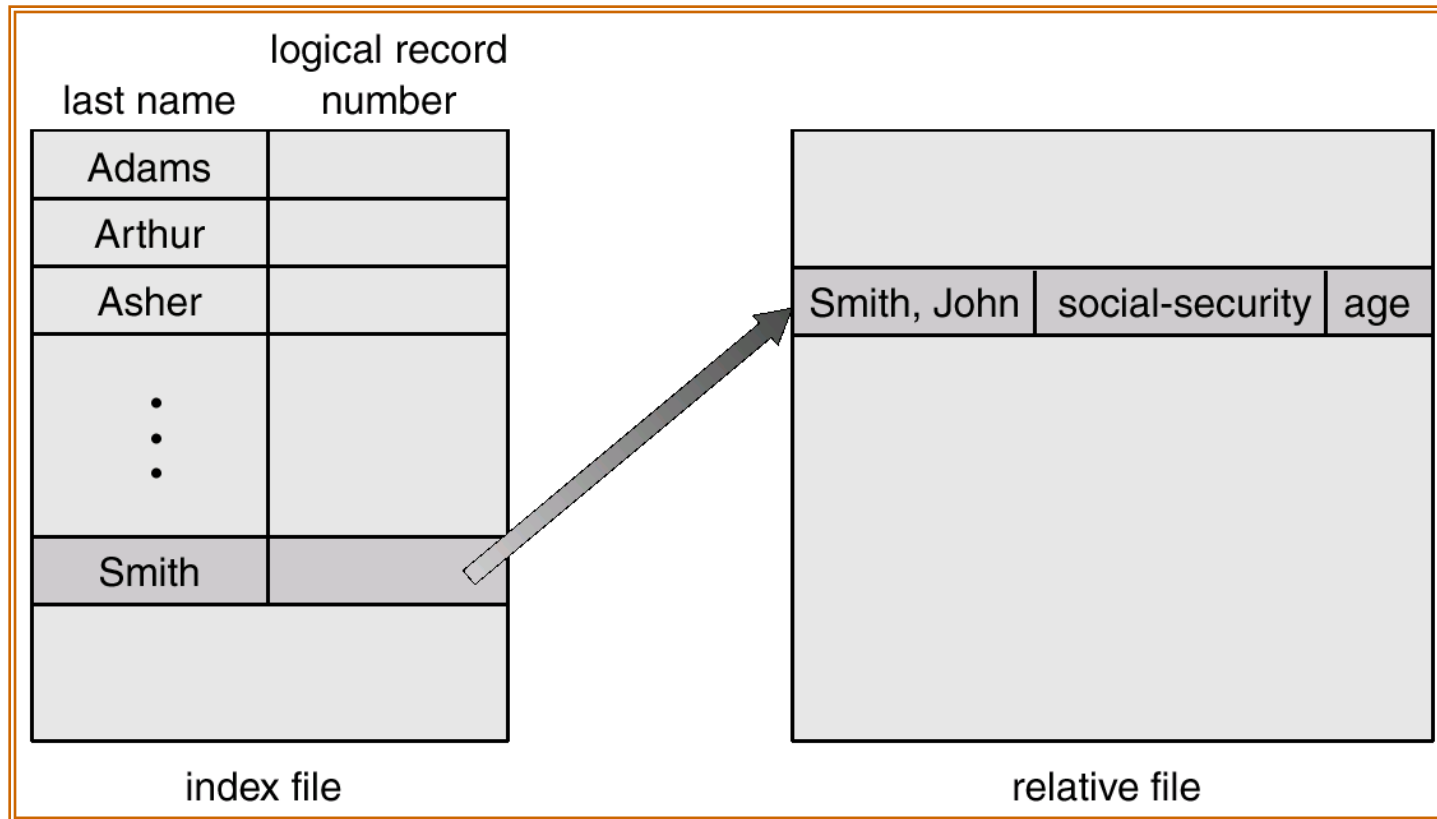 logical record
last name number
Adams
Arthur
Asher
Smith
Smith, John social-security age
index file
relative file